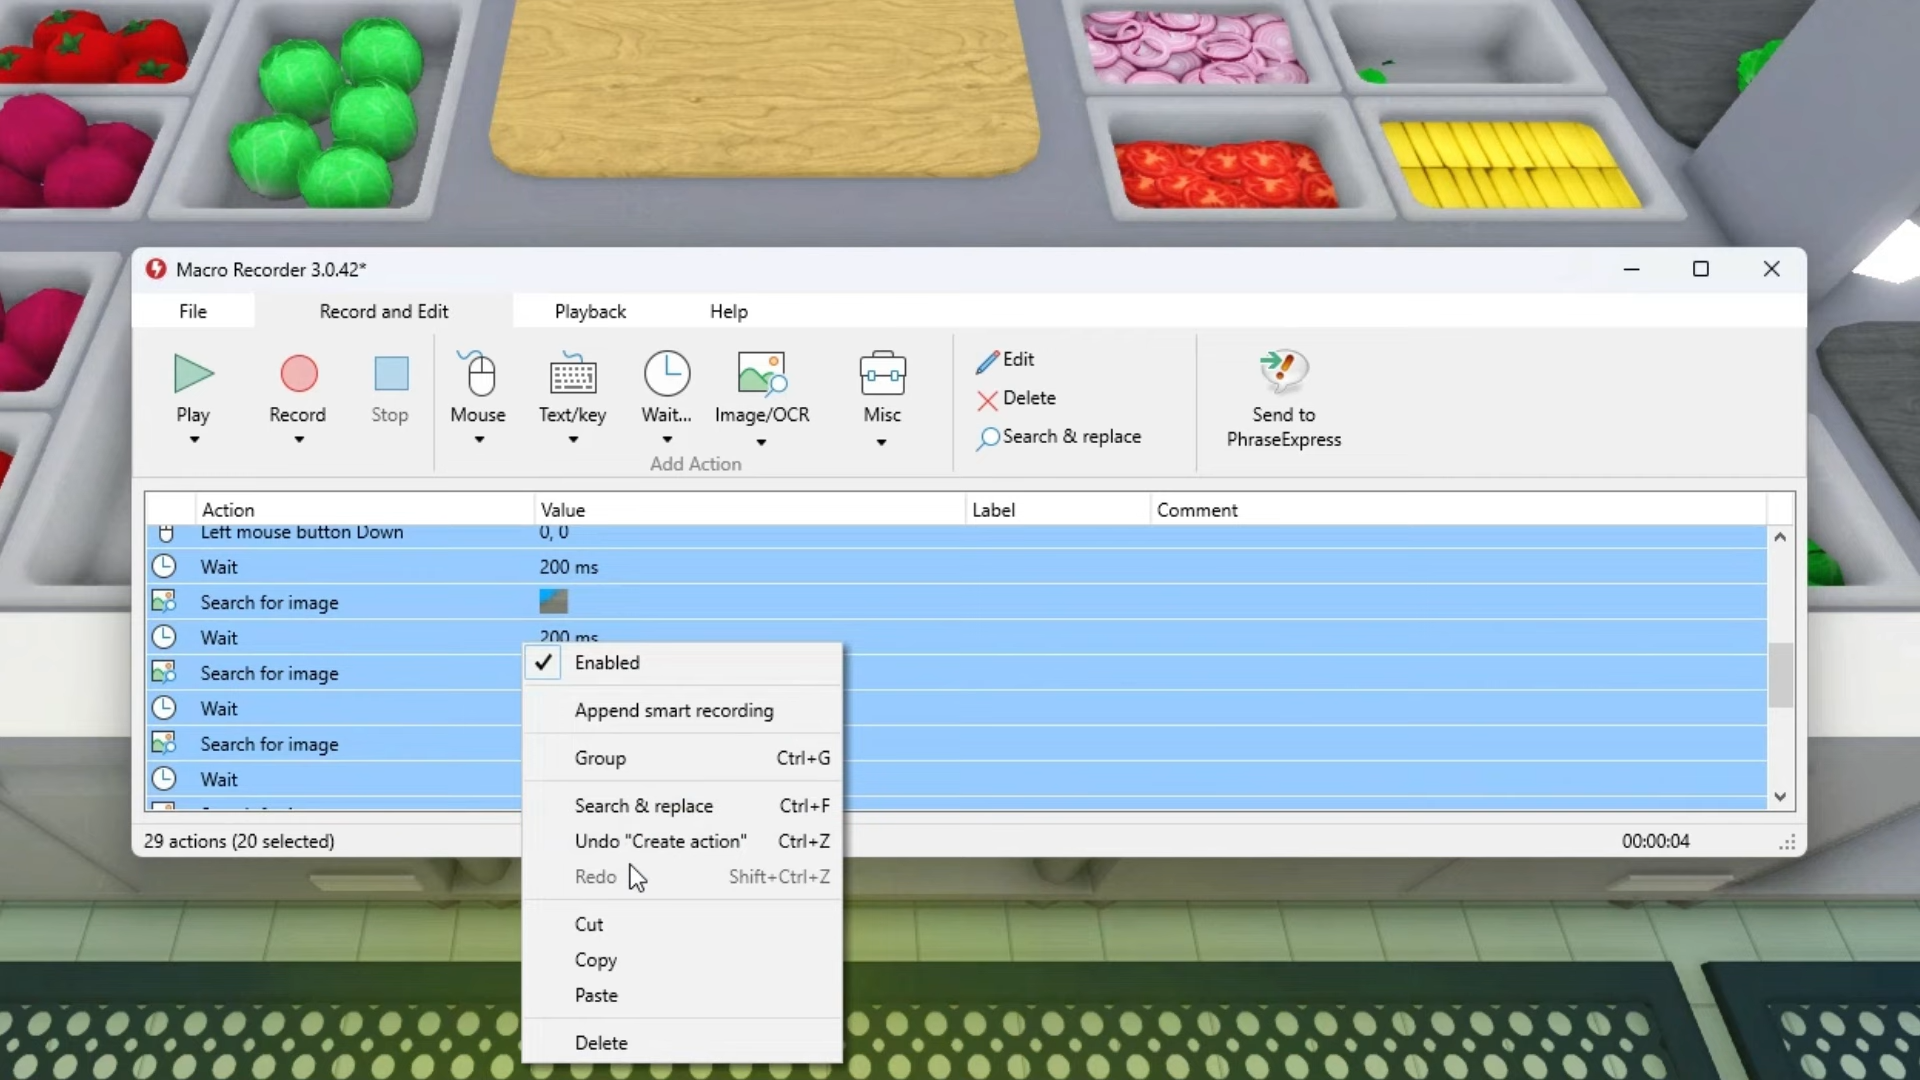 Macro Recorder 3.0.42*
File Record and Edit Playback Help
Play Record Stop Mouse Text/key Wait... Image/OCR Misc
Edit
Delete
Search & replace
Send to
PhraseExpress
Add Action
Action Value Label Comment
Left mouse button Down 0, 0
Wait 200 ms
Search for image
Wait 200 ms
Search for image
Wait
Search for image
Wait
Enabled
Append smart recording
Group Ctrl+G
Search & replace Ctrl+F
Undo "Create action" Ctrl+Z
Redo Shift+Ctrl+Z
Cut
Copy
Paste
Delete
29 actions (20 selected) 00:00:04